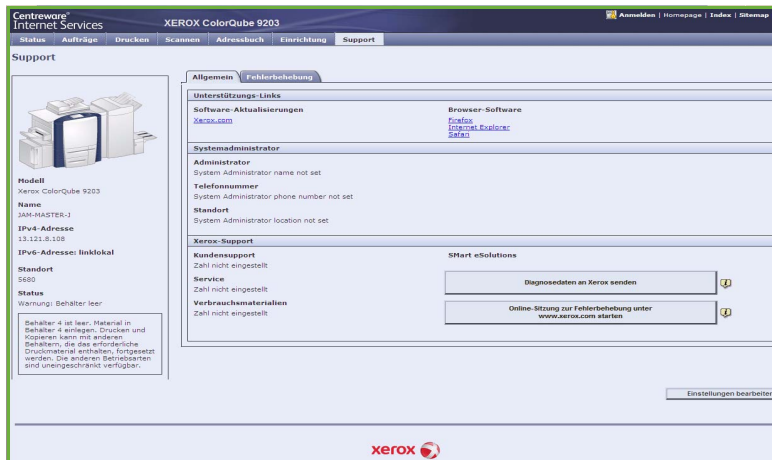 Centreware®
Internet Services
XEROX ColorQube 9203
Anmelden | Homepage | Index | Sitemap
Status Aufträge Drucken Scannen Adressbuch Einrichtung Support
Support
Modell
Xerox ColorQube 9203
Name
JAM-MASTER-J
IPv4-Adresse
13.121.8.108
IPv6-Adresse: linklokal
Standort
5680
Status
Warnung: Behälter leer
Behälter 4 ist leer. Material in
Behälter 4 einlegen. Drucken und
Kopieren kann mit anderen
Behältern, die das erforderliche
Druckmaterial enthalten, fortgesetzt
werden. Die anderen Betriebsarten
sind uneingeschränkt verfügbar.
Allgemein Fehlerbehebung
Unterstützungs-Links
Software-Aktualisierungen
Xerox.com
Browser-Software
Firefox
Internet Explorer
Safari
Systemadministrator
Administrator
System Administrator name not set
Telefonnummer
System Administrator phone number not set
Standort
System Administrator location not set
Xerox-Support
Kundensupport
Zahl nicht eingestellt
Service
Zahl nicht eingestellt
Verbrauchsmaterialien
Zahl nicht eingestellt
SMart eSolutions
Diagnosedaten an Xerox senden
Online-Sitzung zur Fehlerbehebung unter
www.xerox.com starten
Einstellungen bearbeiten
xerox